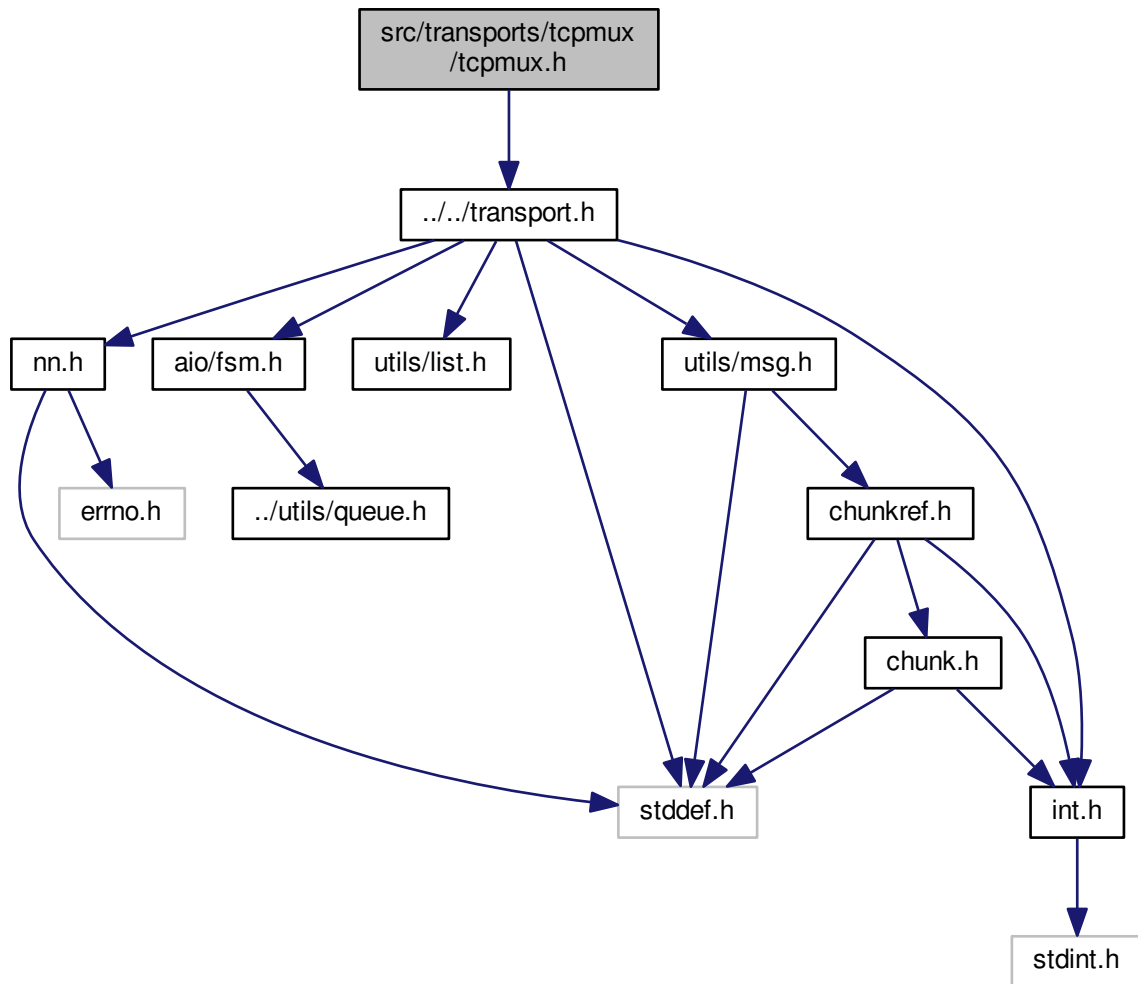 src/transports/tcpmux
/tcpmux.h
../../transport.h
nn.h
aio/fsm.h
utils/list.h
utils/msg.h
errno.h
../utils/queue.h
chunkref.h
chunk.h
stddef.h
int.h
stdint.h